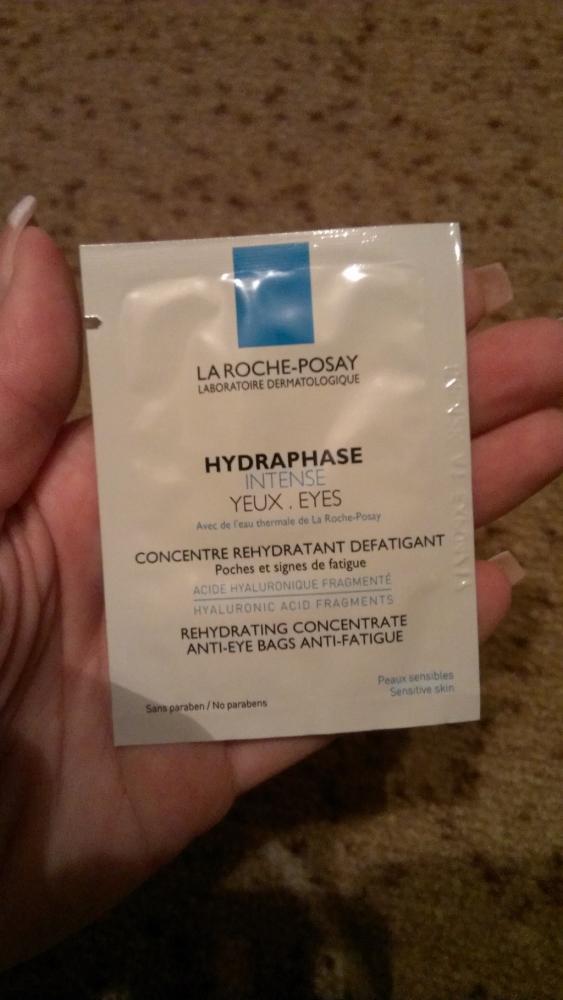 LA ROCHE-POSAY
LABORATOIRE DERMATOLOGIQUE
HYDRAPHASE
INTENSE
YEUX . EYES
Avec de l'eau thermale de La Roche-Posay
CONCENTRE REHYDRATANT DEFATIGANT
Poches et signes de fatigue
ACIDE HYALURONIQUE FRAGMENTÉ
HYALURONIC ACID FRAGMENTS
REHYDRATING CONCENTRATE
ANTI-EYE BAGS ANTI-FATIGUE
Peaux sensibles
Sensitive skin
Sans paraben / No parabens